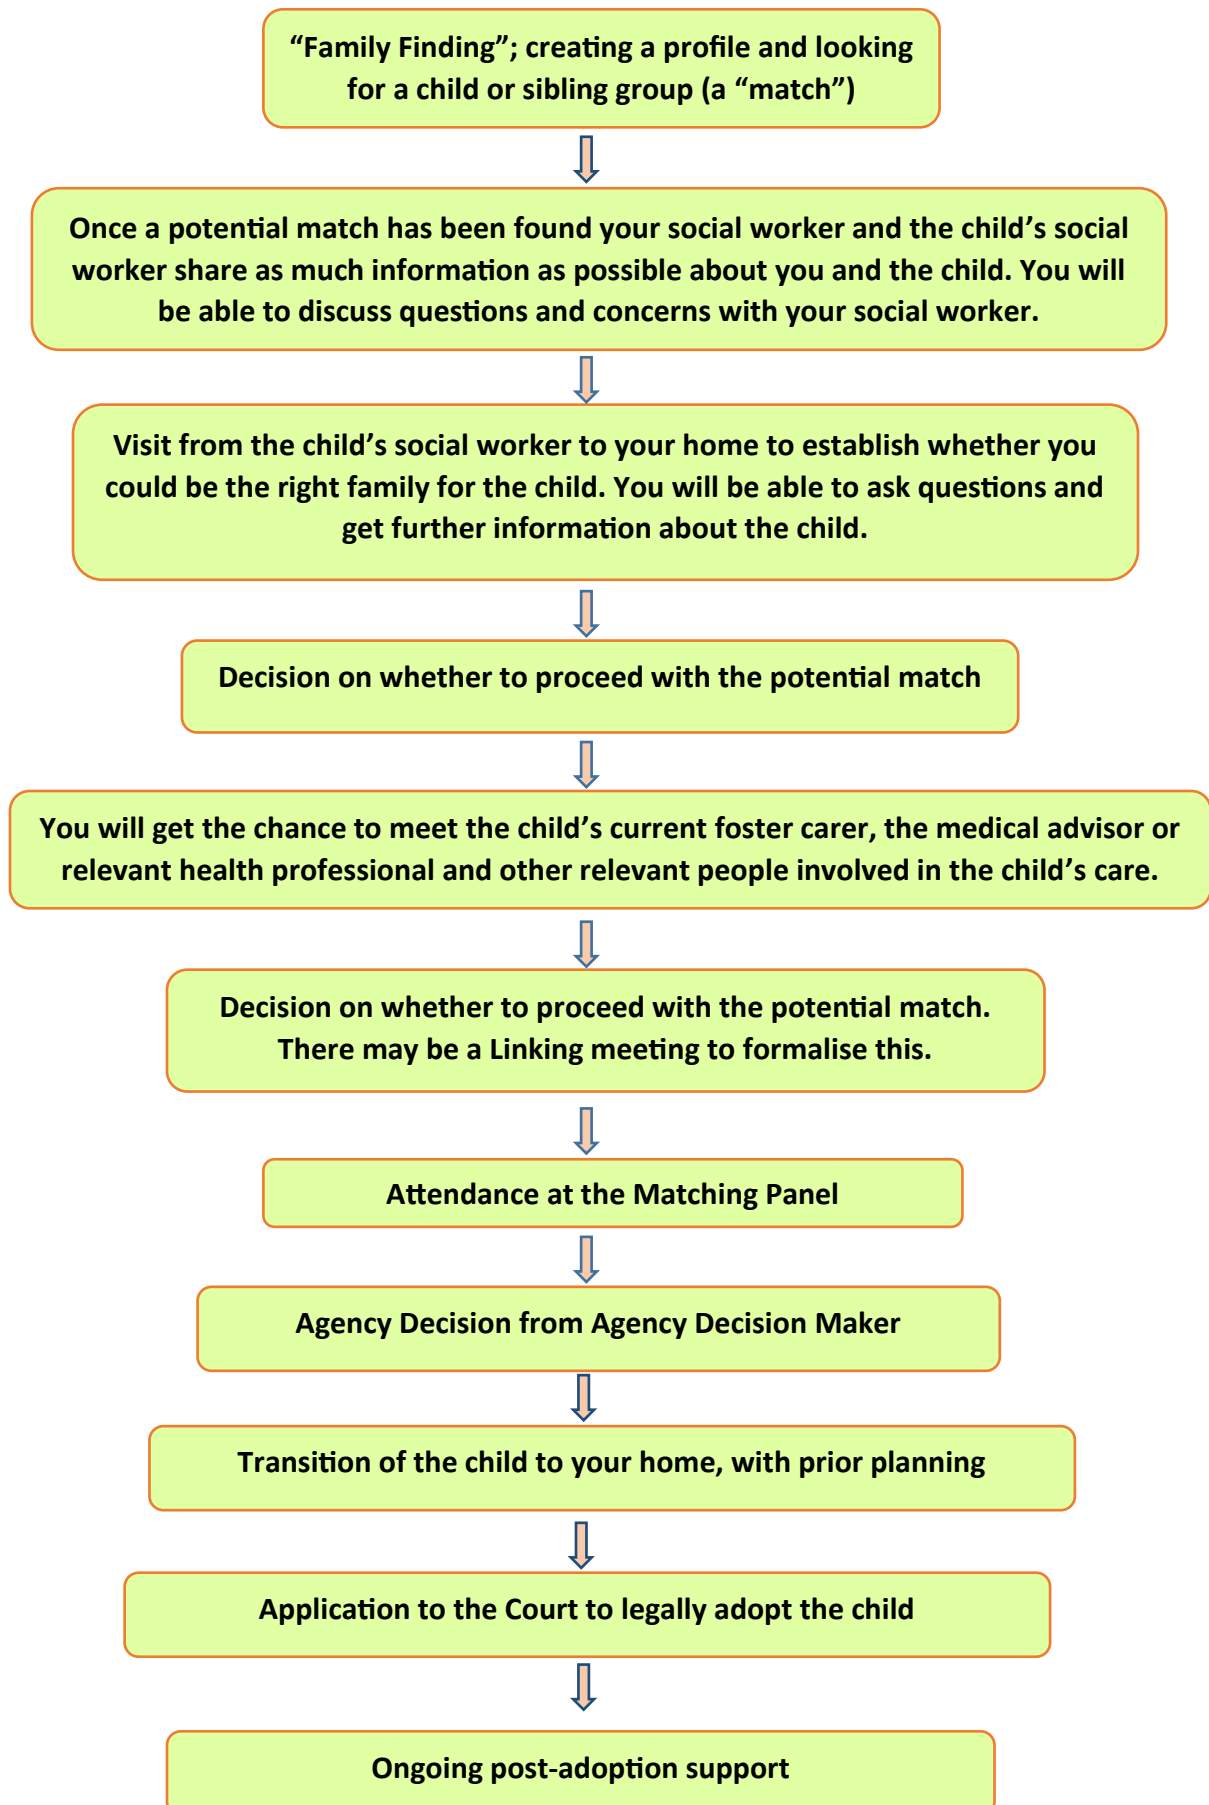 “Family Finding”; creating a profile and looking
for a child or sibling group (a “match”)
Once a potential match has been found your social worker and the child’s social
worker share as much information as possible about you and the child. You will
be able to discuss questions and concerns with your social worker.
Visit from the child’s social worker to your home to establish whether you
could be the right family for the child. You will be able to ask questions and
get further information about the child.
Decision on whether to proceed with the potential match
You will get the chance to meet the child’s current foster carer, the medical advisor or
relevant health professional and other relevant people involved in the child’s care.
Decision on whether to proceed with the potential match.
There may be a Linking meeting to formalise this.
Attendance at the Matching Panel
Agency Decision from Agency Decision Maker
Transition of the child to your home, with prior planning
Application to the Court to legally adopt the child
Ongoing post-adoption support